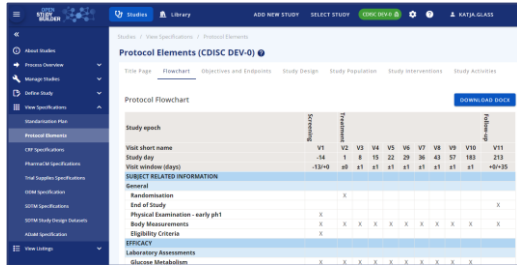 OPEN
STUDY
BUILDER
Studies
Library
ADD NEW STUDY
SELECT STUDY
CDISC DEV-0
KATJA.GLASS
About Studies
Process Overview
Manage Studies
Define Study
View Specifications
Standardisation Plan
Protocol Elements
CRF Specifications
PharmaCM Specifications
Trial Supplies Specifications
ODM Specification
SDTM Specifications
SDTM Study Design Datasets
ADaM Specification
View Listings
Studies / View Specifications / Protocol Elements
Protocol Elements (CDISC DEV-0)
Title Page Flowchart Objectives and Endpoints Study Design Study Population Study Interventions Study Activities
Protocol Flowchart
DOWNLOAD DOCX
Study epoch Screening Treatment Follow-up
Visit short name V1 V2 V3 V4 V5 V6 V7 V8 V9 V10 V11
Study day -14 1 8 15 22 29 36 43 57 183 213
Visit window (days) -13/+0 ±0 ±1 ±1 ±1 ±1 ±1 ±1 ±1 ±1 +0/+35
SUBJECT RELATED INFORMATION
General
Randomisation X
End of Study X
Physical Examination - early ph1 X
Body Measurements X X X X X X X X X X X
Eligibility Criteria X
EFFICACY
Laboratory Assessments
Glucose Metabolism X X X X X X X X X X